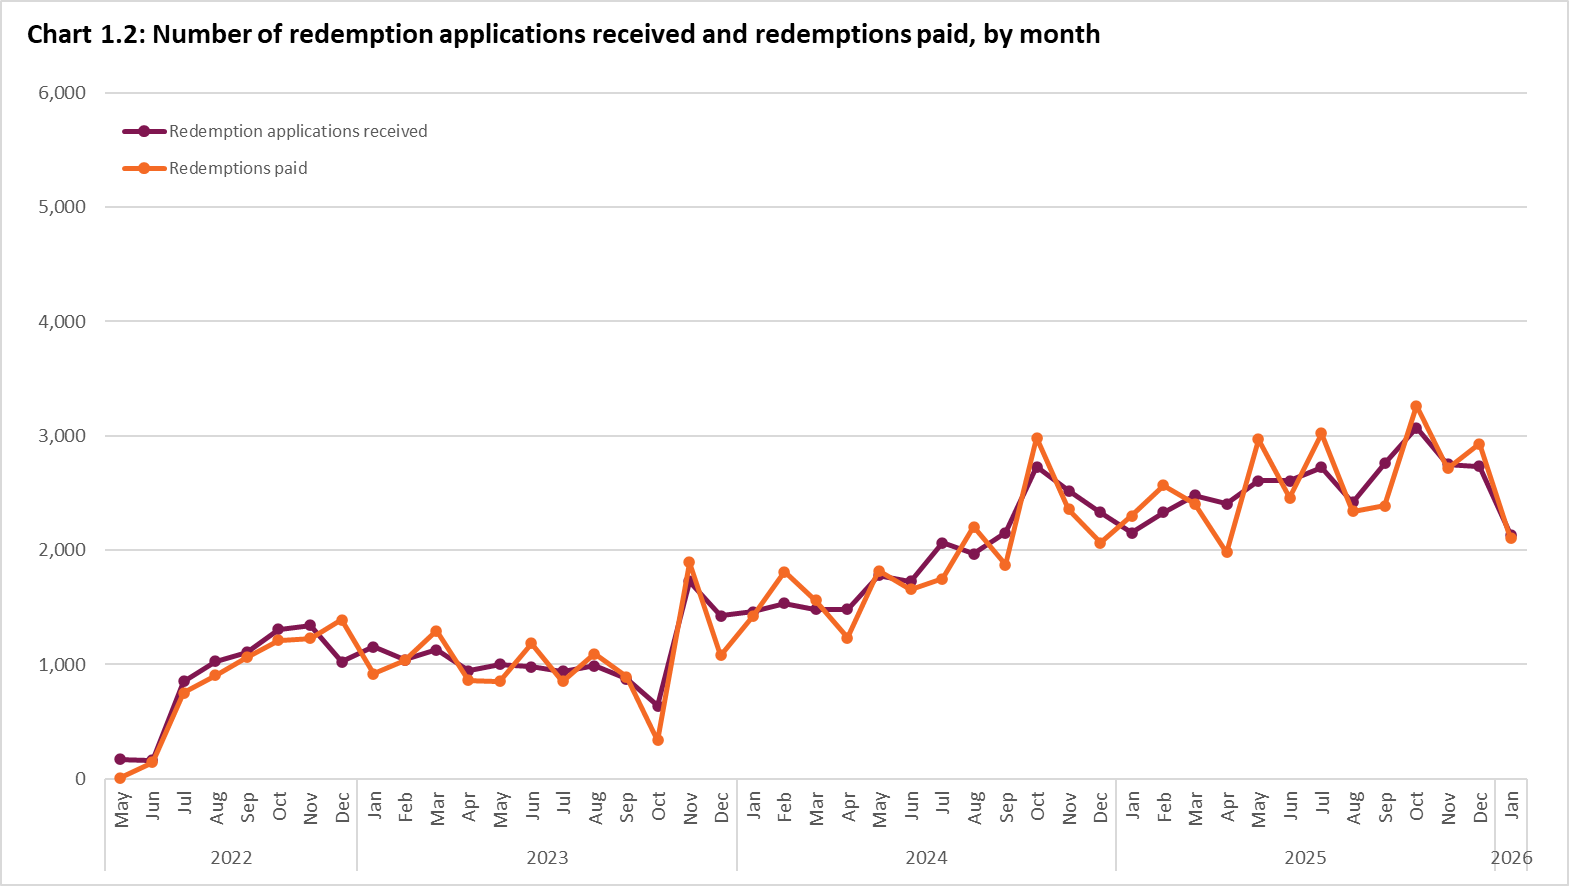 Chart 1.2: Number of redemption applications received and redemptions paid, by month
6,000
Redemption applications received
Redemptions paid
5,000
4,000
3,000
2,000
1,000
0
May Jun Jul Aug Sep Oct Nov Dec Jan Feb Mar Apr May Jun Jul Aug Sep Oct Nov Dec Jan Feb Mar Apr May Jun Jul Aug Sep Oct Nov Dec Jan Feb Mar Apr May Jun Jul Aug Sep Oct Nov Dec Jan
2022 2023 2024 2025 2026